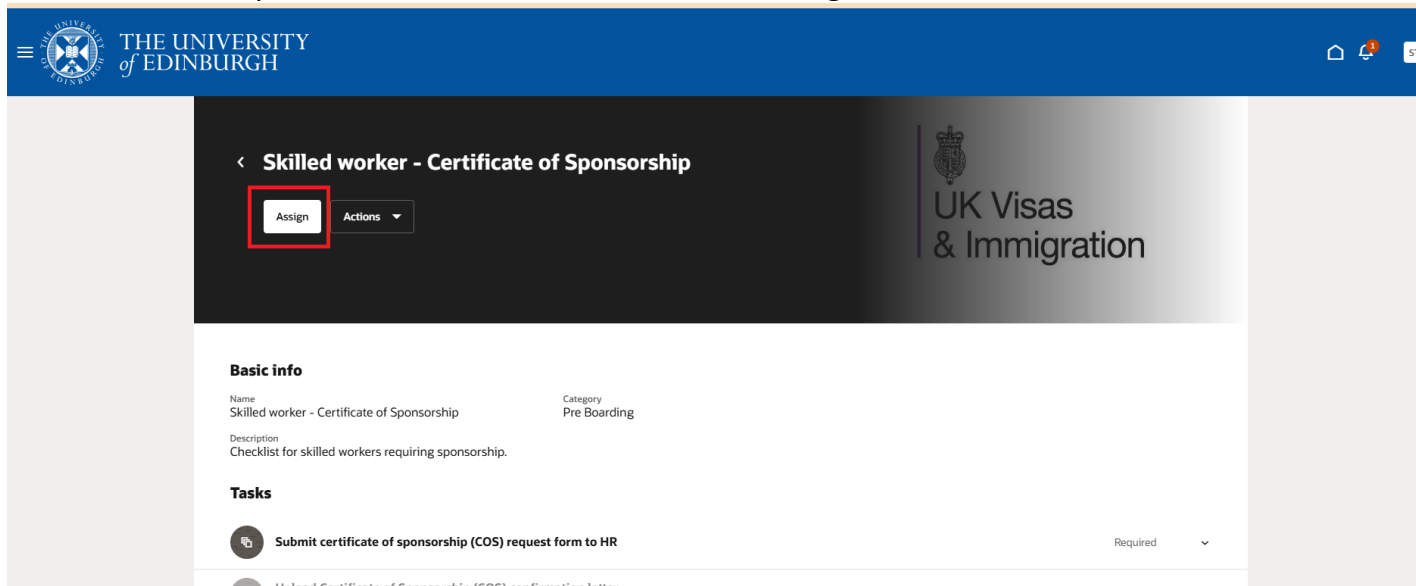 THE UNIVERSITY
of EDINBURGH
1
Skilled worker - Certificate of Sponsorship
Assign
Actions
UK Visas
& Immigration
Basic info
Name
Skilled worker - Certificate of Sponsorship
Category
Pre Boarding
Description
Checklist for skilled workers requiring sponsorship.
Tasks
Submit certificate of sponsorship (COS) request form to HR
Required